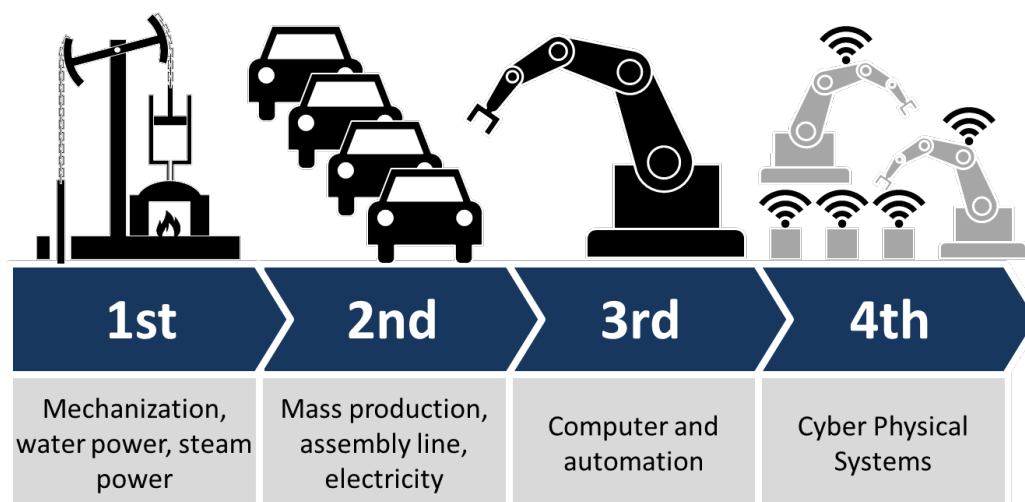 1st
2nd
3rd
4th
Mechanization,
water power, steam
power
Mass production,
assembly line,
electricity
Computer and
automation
Cyber Physical
Systems